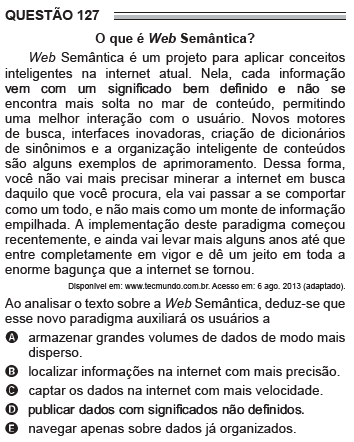 QUESTÃO 127
O que é Web Semântica?
Web Semântica é um projeto para aplicar conceitos
inteligentes na internet atual. Nela, cada informação
vem com um significado bem definido e não se
encontra mais solta no mar de conteúdo, permitindo
uma melhor interação com o usuário. Novos motores
de busca, interfaces inovadoras, criação de dicionários
de sinônimos e a organização inteligente de conteúdos
são alguns exemplos de aprimoramento. Dessa forma,
você não vai mais precisar minerar a internet em busca
daquilo que você procura, ela vai passar a se comportar
como um todo, e não mais como um monte de informação
empilhada. A implementação deste paradigma começou
recentemente, e ainda vai levar mais alguns anos até que
entre completamente em vigor e dê um jeito em toda a
enorme bagunça que a internet se tornou.
Disponível em: www.tecmundo.com.br. Acesso em: 6 ago. 2013 (adaptado).
Ao analisar o texto sobre a Web Semântica, deduz-se que
esse novo paradigma auxiliará os usuários a
A armazenar grandes volumes de dados de modo mais
disperso.
B localizar informações na internet com mais precisão.
C captar os dados na internet com mais velocidade.
D publicar dados com significados não definidos.
E navegar apenas sobre dados já organizados.